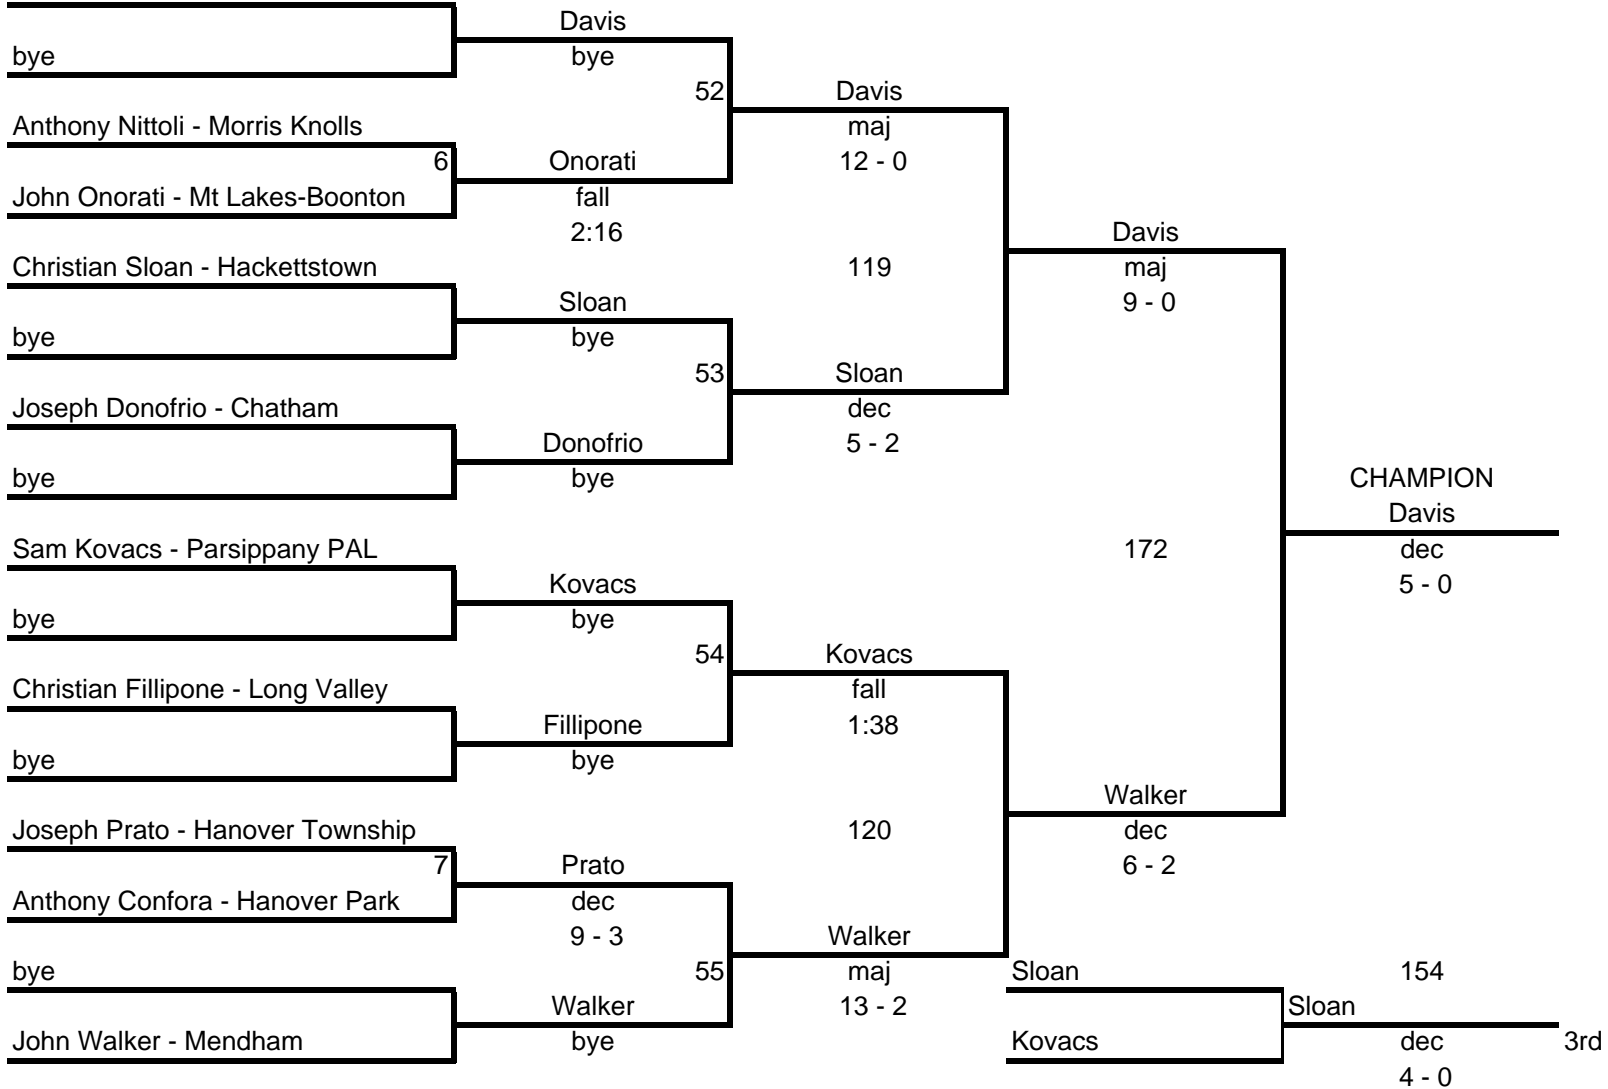 Davis
bye
bye
52
Davis
Anthony Nittoli - Morris Knolls
maj
6
Onorati
12 - 0
John Onorati - Mt Lakes-Boonton
fall
2:16
Davis
Christian Sloan - Hackettstown
119
maj
Sloan
9 - 0
bye
bye
53
Sloan
Joseph Donofrio - Chatham
dec
Donofrio
5 - 2
bye
bye
CHAMPION
Davis
Sam Kovacs - Parsippany PAL
172
dec
Kovacs
5 - 0
bye
bye
54
Kovacs
Christian Fillipone - Long Valley
fall
Fillipone
1:38
bye
bye
Walker
Joseph Prato - Hanover Township
120
dec
7
Prato
6 - 2
Anthony Confora - Hanover Park
dec
9 - 3
Walker
bye
55
maj
Sloan
154
Walker
13 - 2
Sloan
John Walker - Mendham
bye
Kovacs
dec
3rd
4 - 0